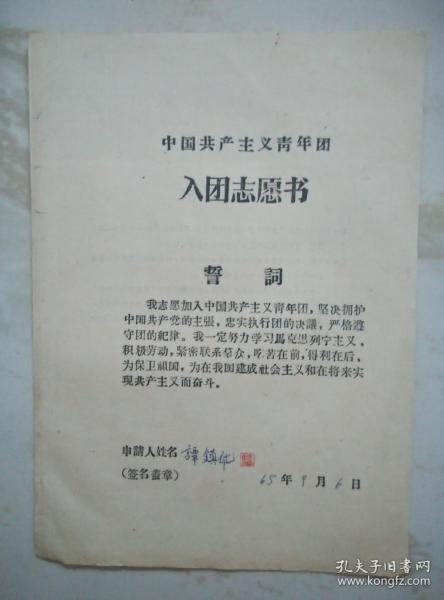 中国共产主义青年团
入团志愿书
誓詞
我志愿加入中国共产主义青年团，坚决拥护
中国共产党的主張，忠实执行团的决議，严格遵
守团的紀律。我一定努力学习馬克思列宁主义，
积极劳动，紧密联系羣众，吃苦在前，得利在后，
为保卫祖国，为在我国建成社会主义和在将来实
現共产主义而奋斗。
申請人姓名 譚鎮化
(签名蓋章)
65年9月6日
孔夫子旧书网